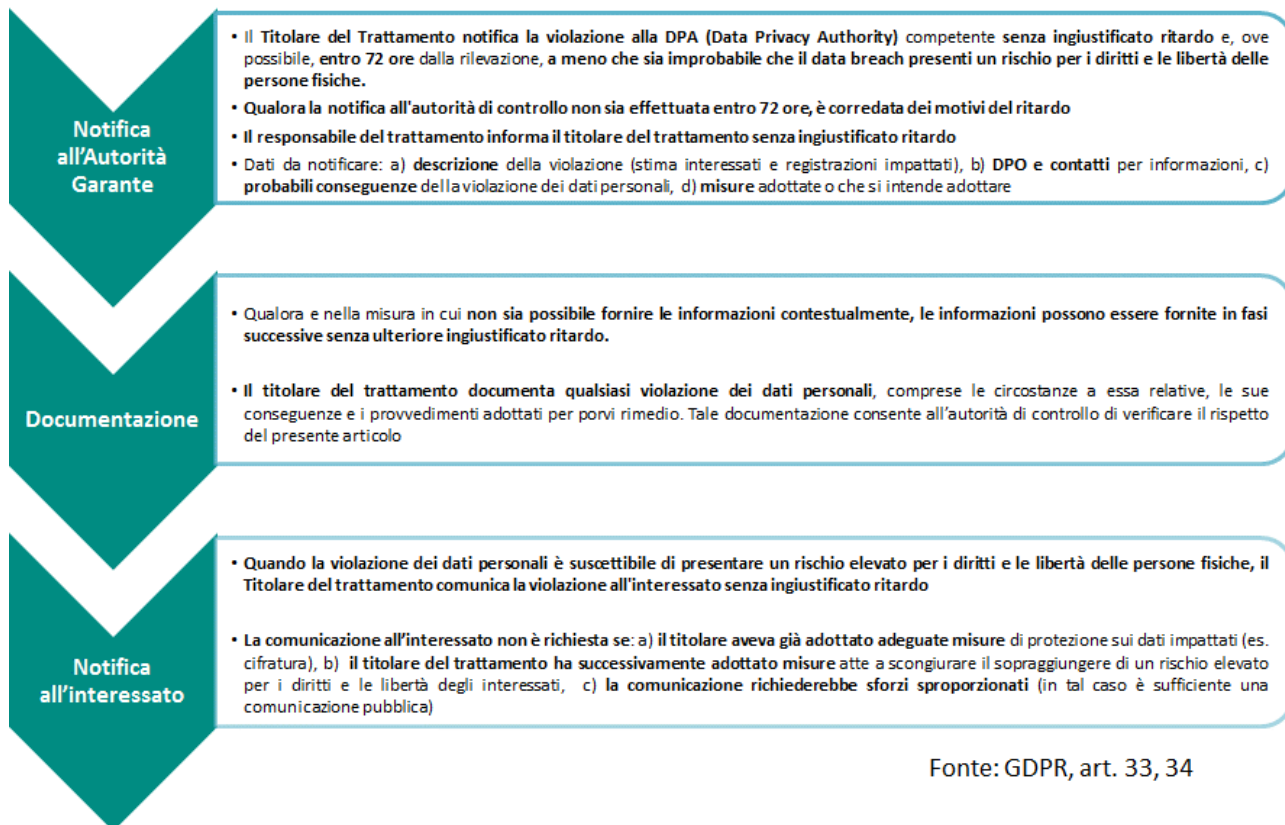 Notifica
all'Autorità
Garante
• Il Titolare del Trattamento notifica la violazione alla DPA (Data Privacy Authority) competente senza ingiustificato ritardo e, ove
possibile, entro 72 ore dalla rilevazione, a meno che sia improbabile che il data breach presenti un rischio per i diritti e le libertà delle
persone fisiche.
• Qualora la notifica all'autorità di controllo non sia effettuata entro 72 ore, è corredata dei motivi del ritardo
• Il responsabile del trattamento informa il titolare del trattamento senza ingiustificato ritardo
• Dati da notificare: a) descrizione della violazione (stima interessati e registrazioni impattati), b) DPO e contatti per informazioni, c)
probabili conseguenze della violazione dei dati personali, d) misure adottate o che si intende adottare
Documentazione
• Qualora e nella misura in cui non sia possibile fornire le informazioni contestualmente, le informazioni possono essere fornite in fasi
successive senza ulteriore ingiustificato ritardo.
• Il titolare del trattamento documenta qualsiasi violazione dei dati personali, comprese le circostanze a essa relative, le sue
conseguenze e i provvedimenti adottati per porvi rimedio. Tale documentazione consente all'autorità di controllo di verificare il rispetto
del presente articolo
Notifica
all'interessato
• Quando la violazione dei dati personali è suscettibile di presentare un rischio elevato per i diritti e le libertà delle persone fisiche, il
Titolare del trattamento comunica la violazione all'interessato senza ingiustificato ritardo
• La comunicazione all'interessato non è richiesta se: a) il titolare aveva già adottato adeguate misure di protezione sui dati impattati (es.
cifratura), b) il titolare del trattamento ha successivamente adottato misure atte a scongiurare il sopraggiungere di un rischio elevato
per i diritti e le libertà degli interessati, c) la comunicazione richiederebbe sforzi sproporzionati (in tal caso è sufficiente una
comunicazione pubblica)
Fonte: GDPR, art. 33, 34